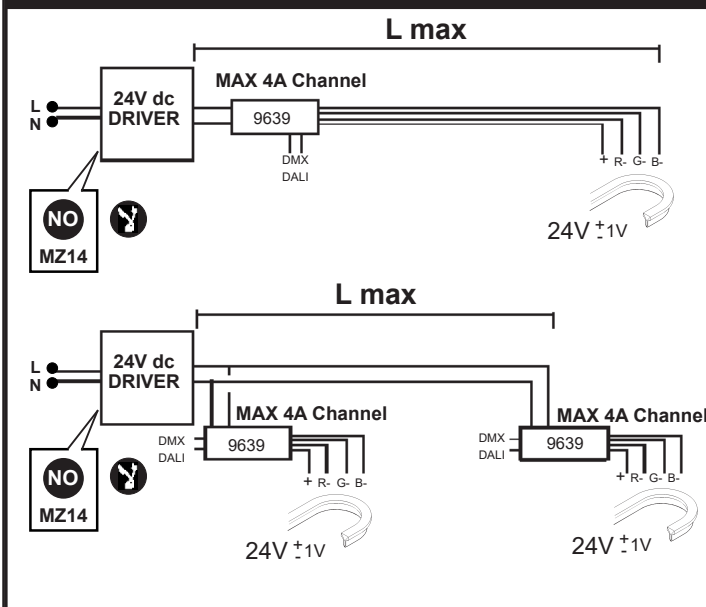 L max
MAX 4A Channel
24V dc
DRIVER
L
N
9639
DMX
DALI
+ R- G- B-
NO
MZ14
24V ±1V
L max
24V dc
DRIVER
L
N
MAX 4A Channel
MAX 4A Channel
DMX
DALI
9639
DMX
DALI
9639
+ R- G- B-
+ R- G- B-
NO
MZ14
24V ±1V
24V ±1V